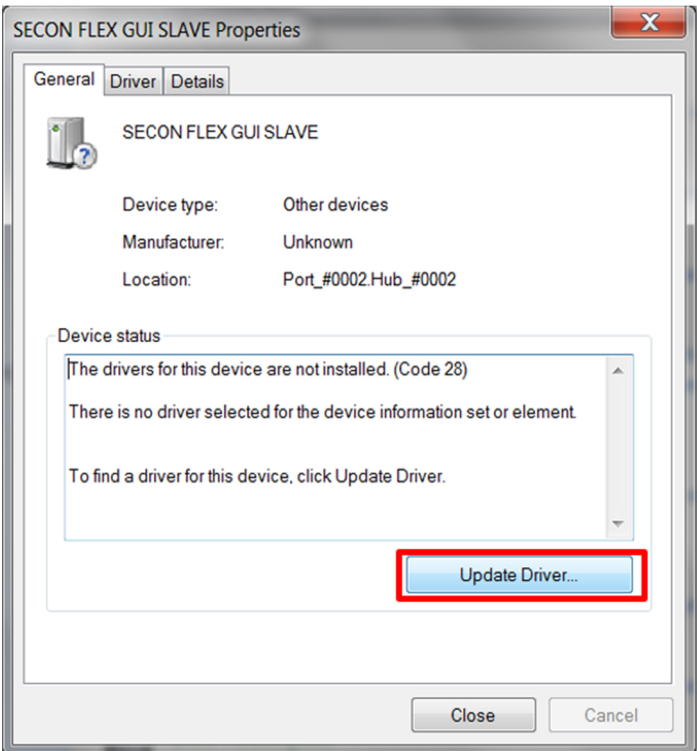 SECON FLEX GUI SLAVE Properties
X
General Driver Details
SECON FLEX GUI SLAVE
?
Device type: Other devices
Manufacturer: Unknown
Location: Port_#0002.Hub_#0002
Device status
The drivers for this device are not installed. (Code 28)
There is no driver selected for the device information set or element.
To find a driver for this device, click Update Driver.
Update Driver...
Close Cancel